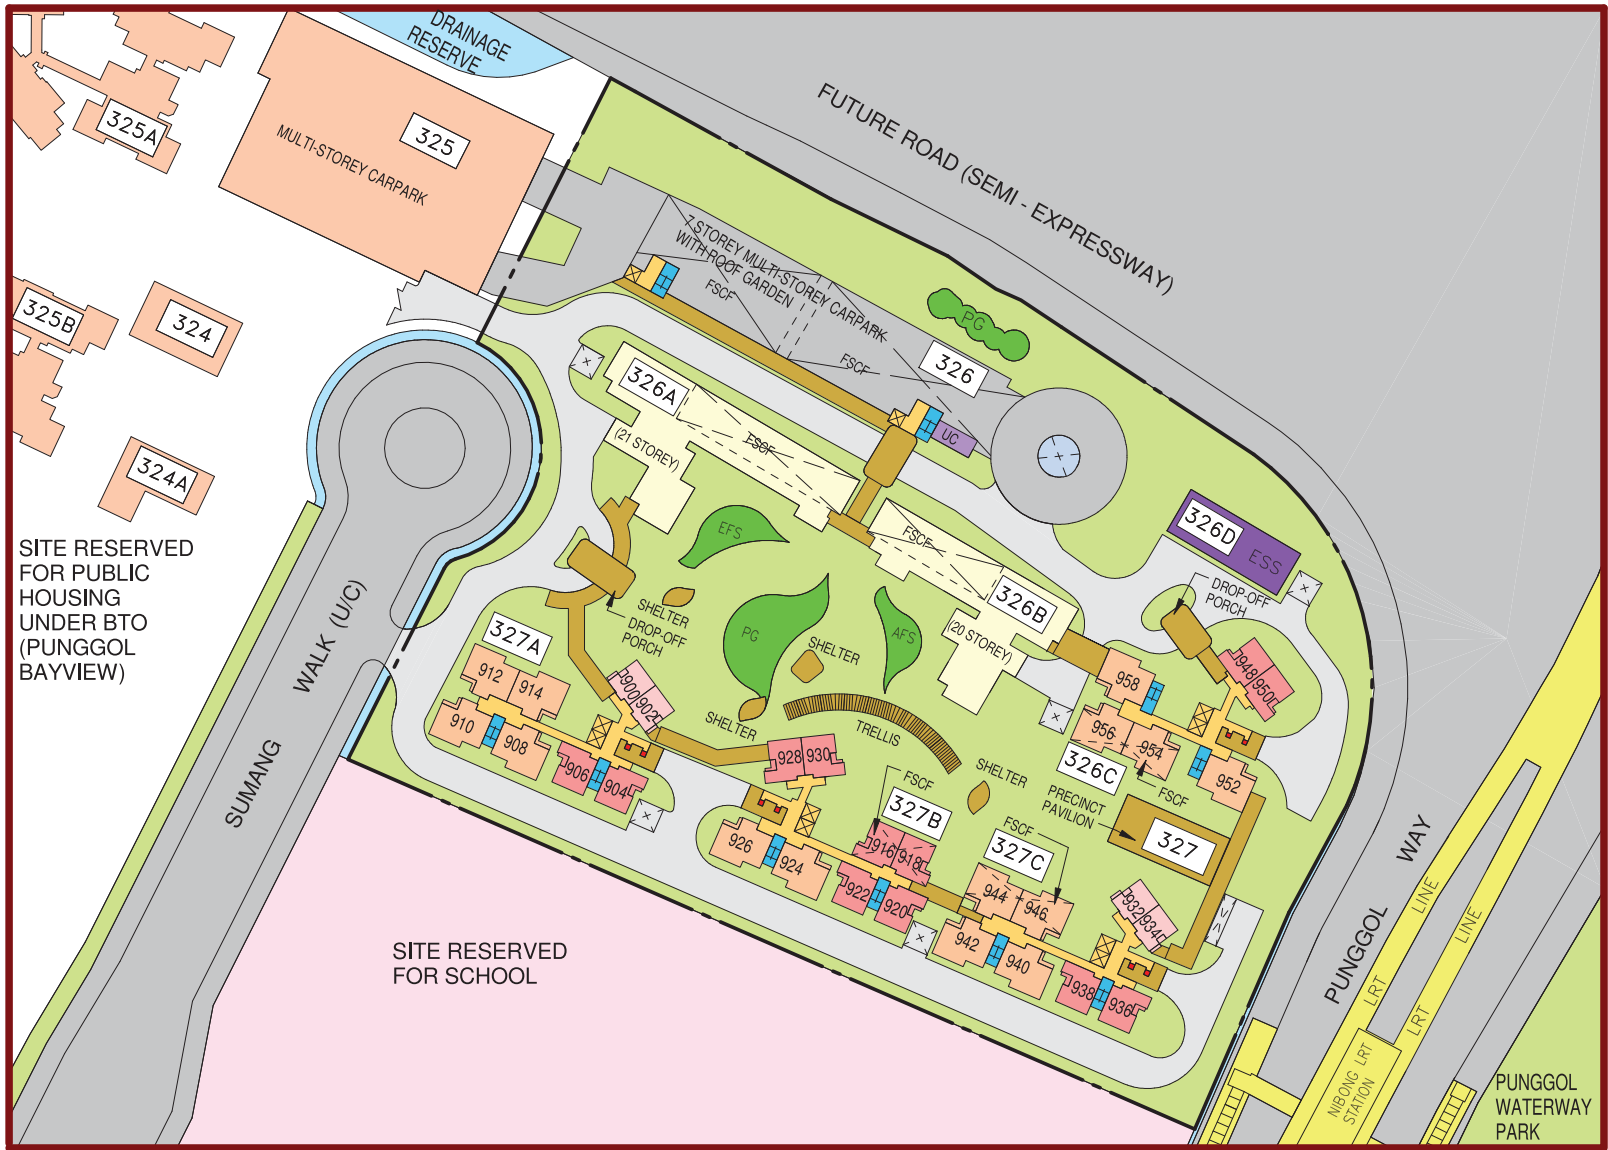 DRAINAGE
RESERVE
325A
325
MULTI-STOREY CARPARK
FUTURE ROAD (SEMI - EXPRESSWAY)
7 STOREY MULTI-STOREY CARPARK
WITH ROOF GARDEN
FSCF
FSCF
PG
326
325B
324
326A
(21 STOREY)
FSCF
UC
324A
SITE RESERVED
FOR PUBLIC
HOUSING
UNDER BTO
(PUNGGOL
BAYVIEW)
EFS
FSCF
326D
ESS
DROP-OFF
PORCH
326B
(20 STOREY)
SHELTER
DROP-OFF
PORCH
PG
SHELTER
AFS
SUMANG
WALK (U/C)
327A
912
914
910
908
906
904
900
902
SHELTER
TRELLIS
928
930
958
948
950
956
954
952
326C
FSCF
SHELTER
PRECINCT
PAVILION
327
FSCF
327B
FSCF
327C
926
924
916
918
922
920
944
946
942
940
932
934
938
936
SITE RESERVED
FOR SCHOOL
PUNGGOL
WAY
LRT
LINE
LRT
LINE
NIBONG LRT
STATION
PUNGGOL
WATERWAY
PARK